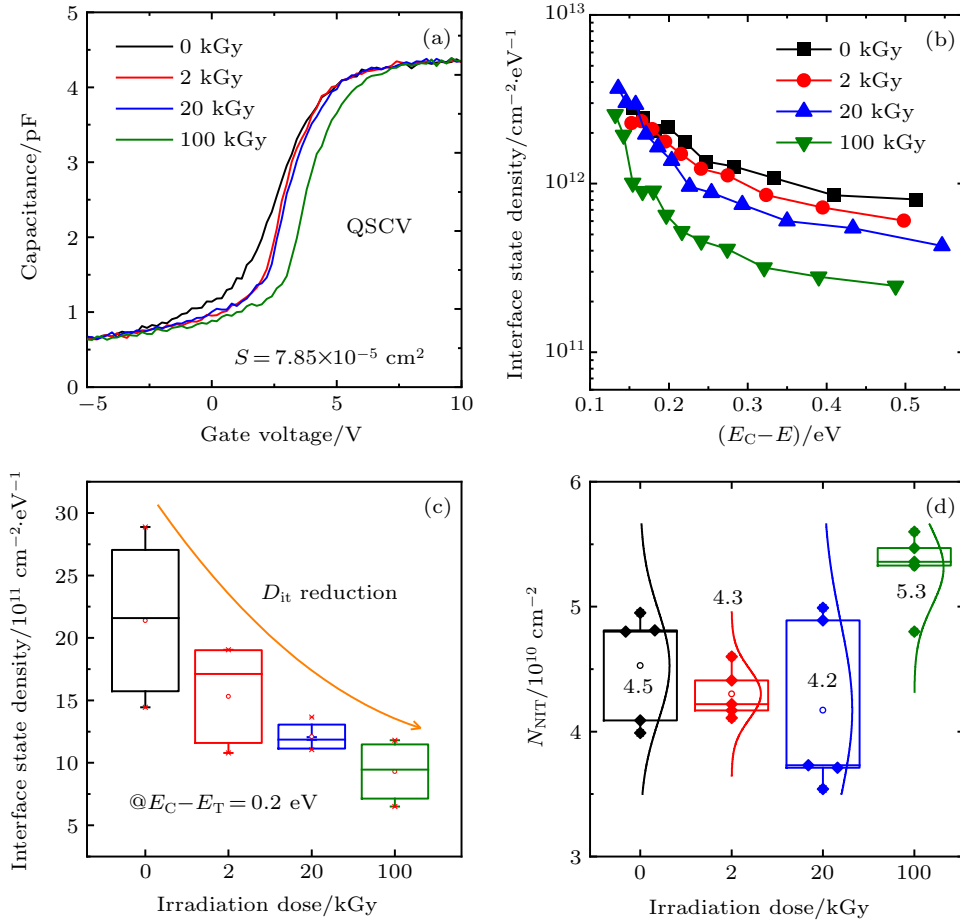 (a)
0 kGy
2 kGy
20 kGy
100 kGy
QSCV
S=7.85×10⁻⁵ cm²
5
4
3
2
1
0
−5
0
5
10
Capacitance/pF
Gate voltage/V
(b)
0 kGy
2 kGy
20 kGy
100 kGy
10¹³
10¹²
10¹¹
0.1
0.2
0.3
0.4
0.5
Interface state density/cm⁻²·eV⁻¹
(E_C−E)/eV
(c)
D_it reduction
@E_C−E_T=0.2 eV
30
25
20
15
10
5
0
2
20
100
Interface state density/10¹¹ cm⁻²·eV⁻¹
Irradiation dose/kGy
(d)
4.5
4.3
4.2
5.3
6
5
4
3
0
2
20
100
N_NIT/10¹⁰ cm⁻²
Irradiation dose/kGy